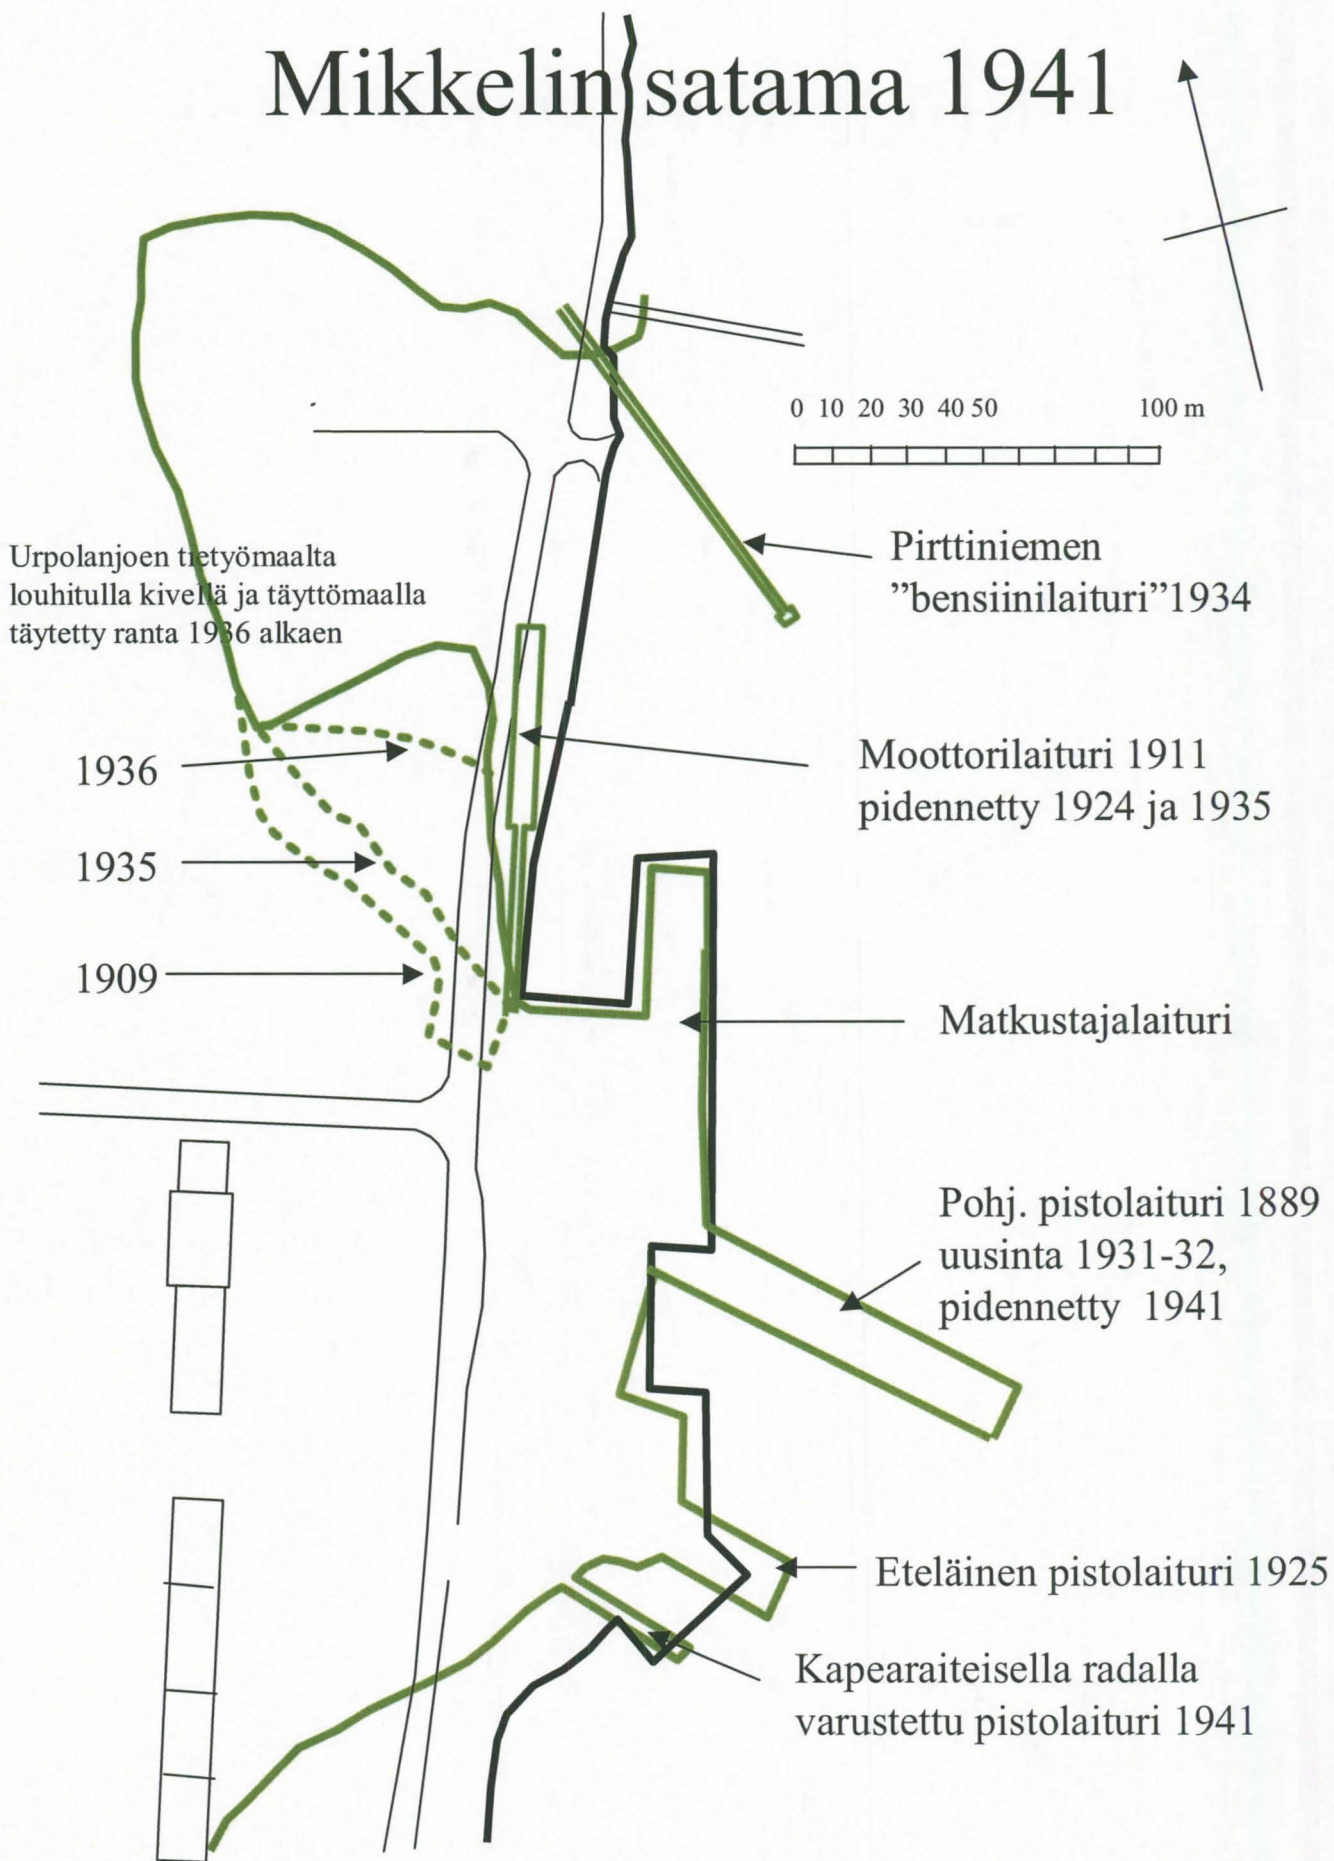 Mikkelin satama 1941
0 10 20 30 40 50 100 m
Pirttiniemen
”bensiinilaituri”1934
Urpolanjoen tietyömaalta
louhitulla kivellä ja täyttömaalla
täytetty ranta 1936 alkaen
1936
1935
1909
Moottorilaituri 1911
pidennetty 1924 ja 1935
Matkustajalaituri
Pohj. pistolaituri 1889
uusinta 1931-32,
pidennetty 1941
Eteläinen pistolaituri 1925
Kapearaiteisella radalla
varustettu pistolaituri 1941